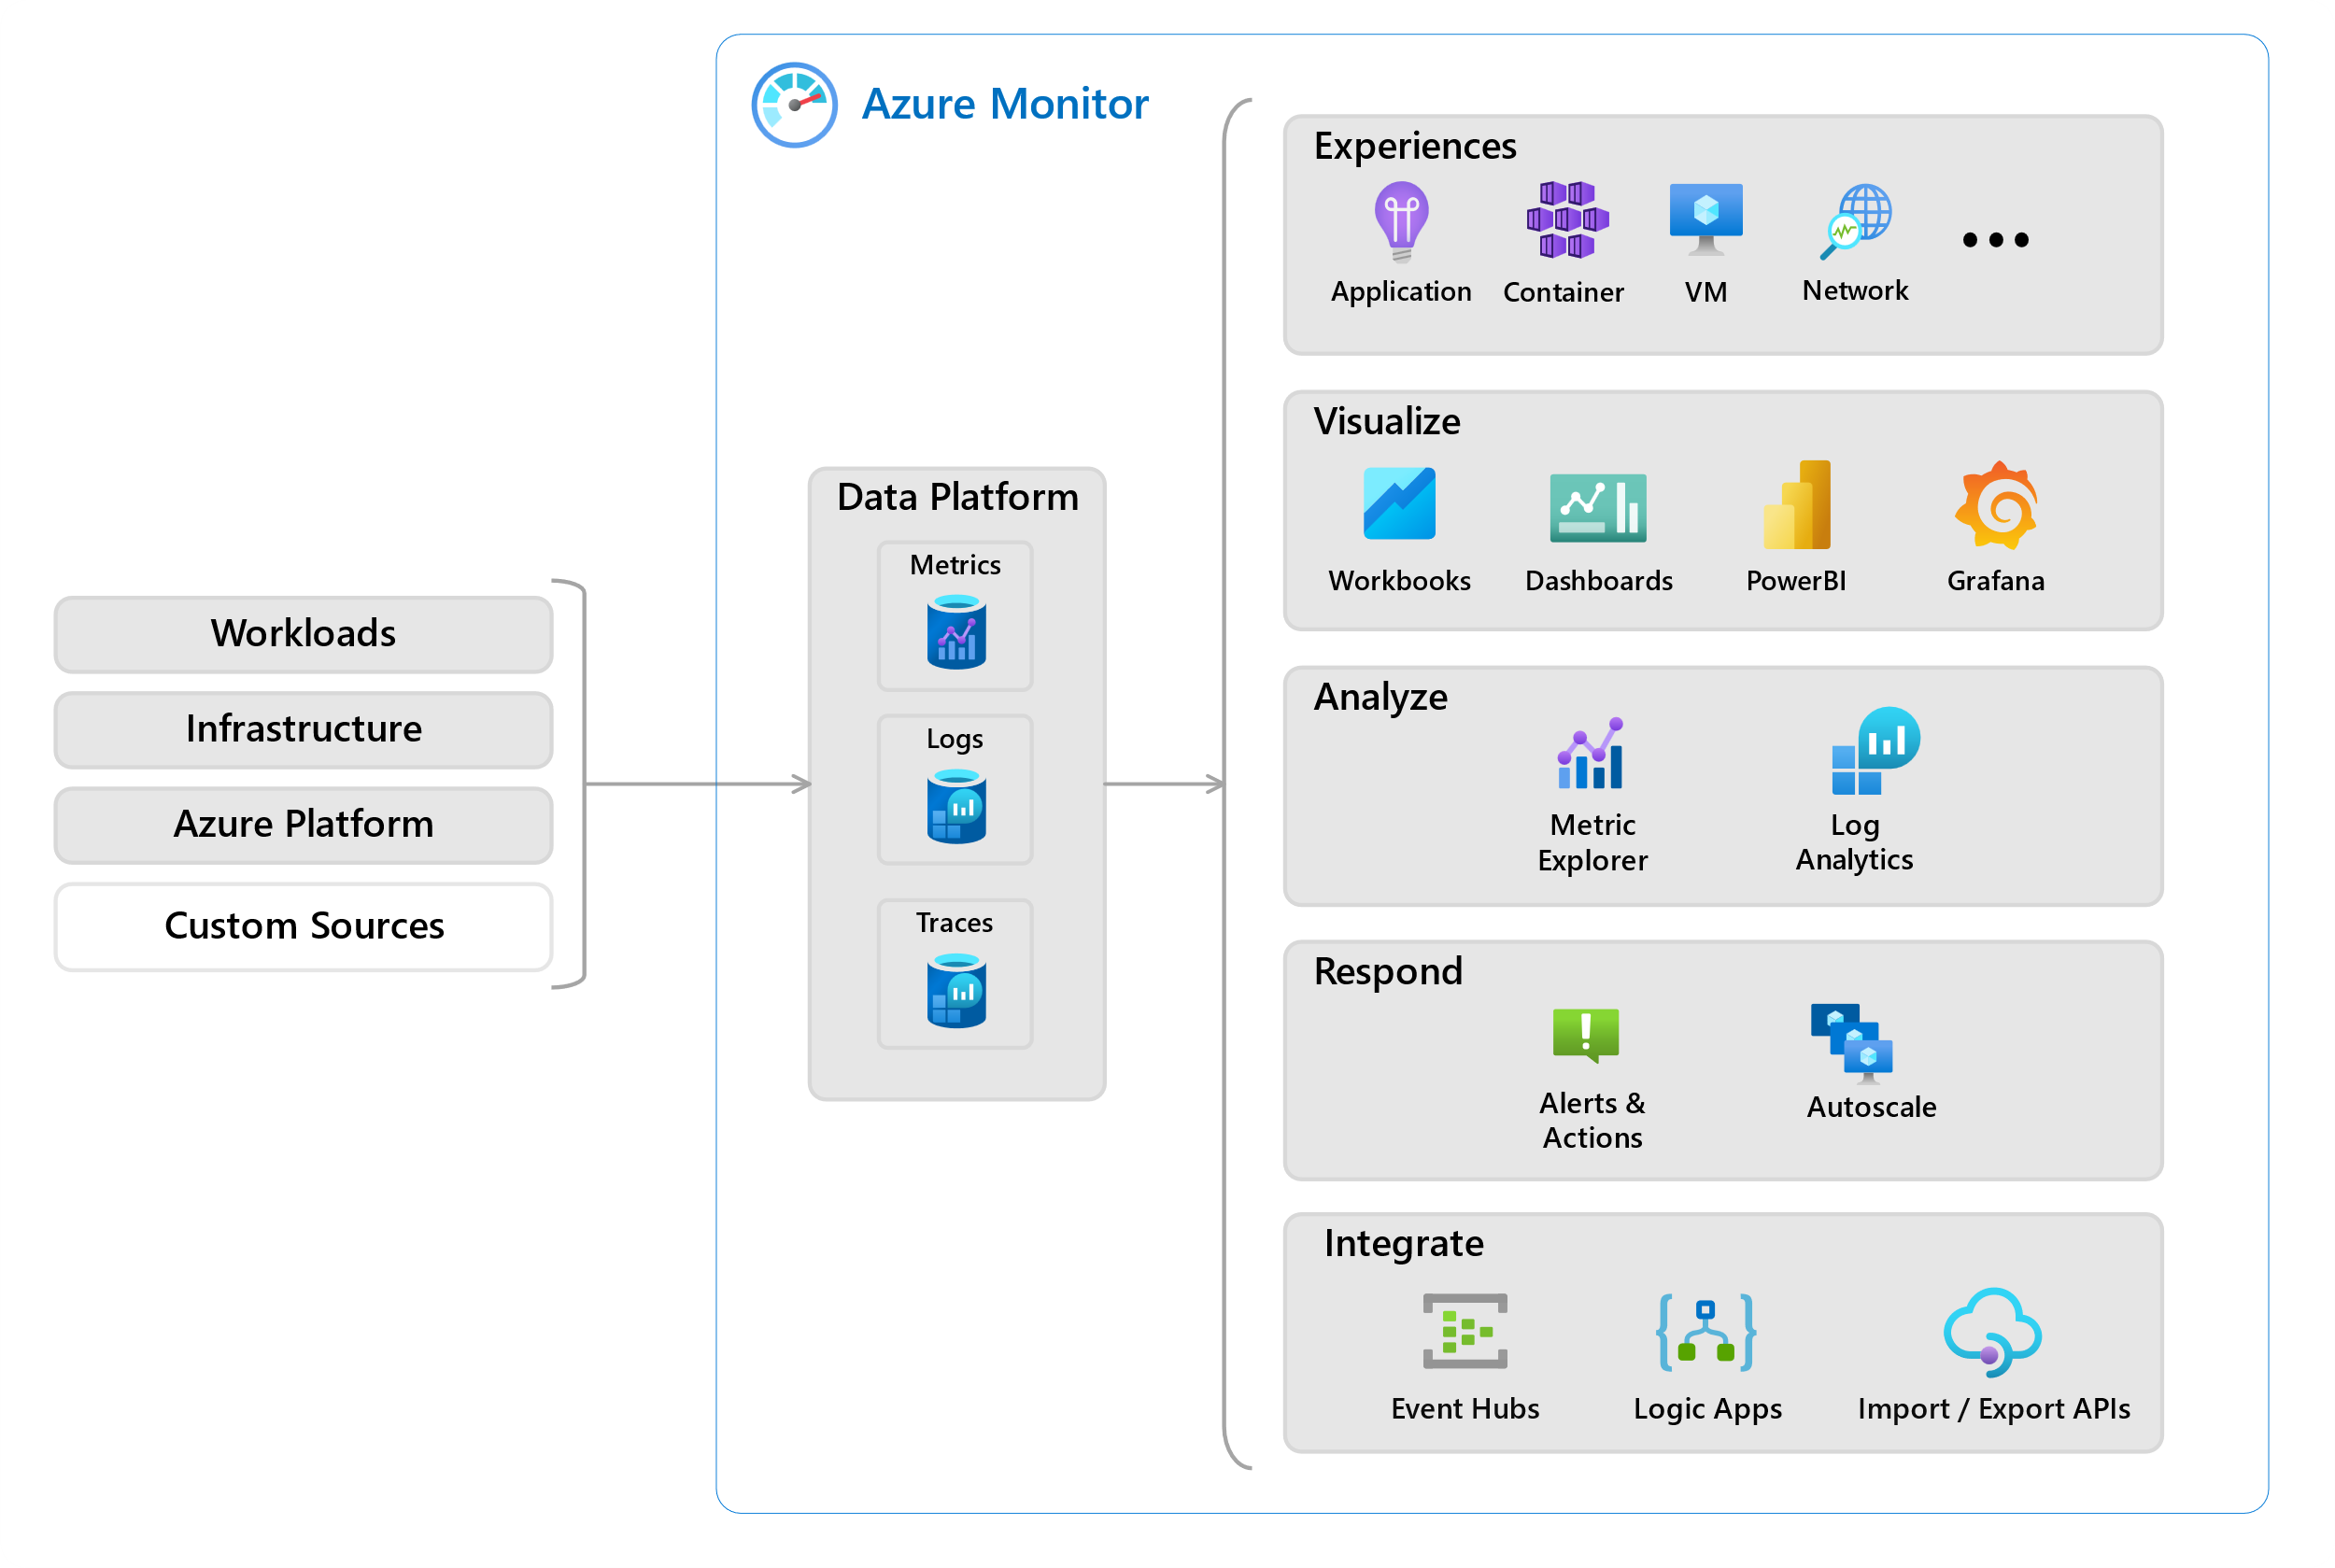 Azure Monitor
Workloads
Infrastructure
Azure Platform
Custom Sources
Data Platform
Metrics
Logs
Traces
Experiences
Application
Container
VM
Network
Visualize
Workbooks
Dashboards
PowerBI
Grafana
Analyze
Metric
Explorer
Log
Analytics
Respond
Alerts &
Actions
Autoscale
Integrate
Event Hubs
Logic Apps
Import / Export APIs